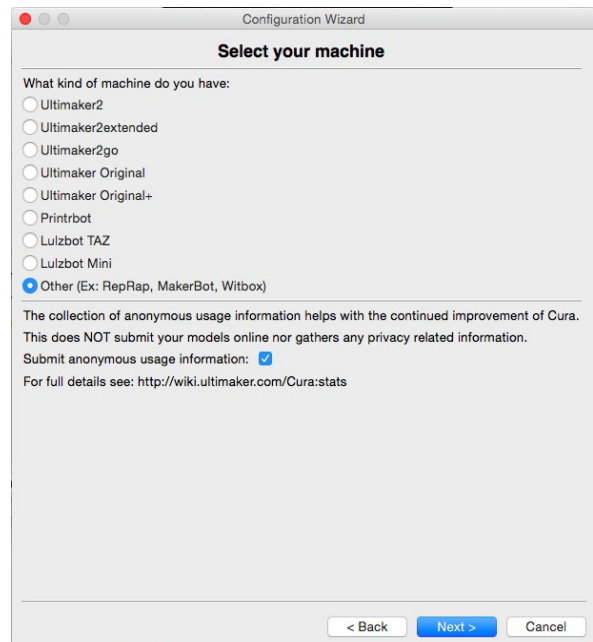 Configuration Wizard
Select your machine
What kind of machine do you have:
Ultimaker2
Ultimaker2extended
Ultimaker2go
Ultimaker Original
Ultimaker Original+
Printrbot
Lulzbot TAZ
Lulzbot Mini
Other (Ex: RepRap, MakerBot, Witbox)
The collection of anonymous usage information helps with the continued improvement of Cura.
This does NOT submit your models online nor gathers any privacy related information.
Submit anonymous usage information:
For full details see: http://wiki.ultimaker.com/Cura:stats
< Back Next > Cancel